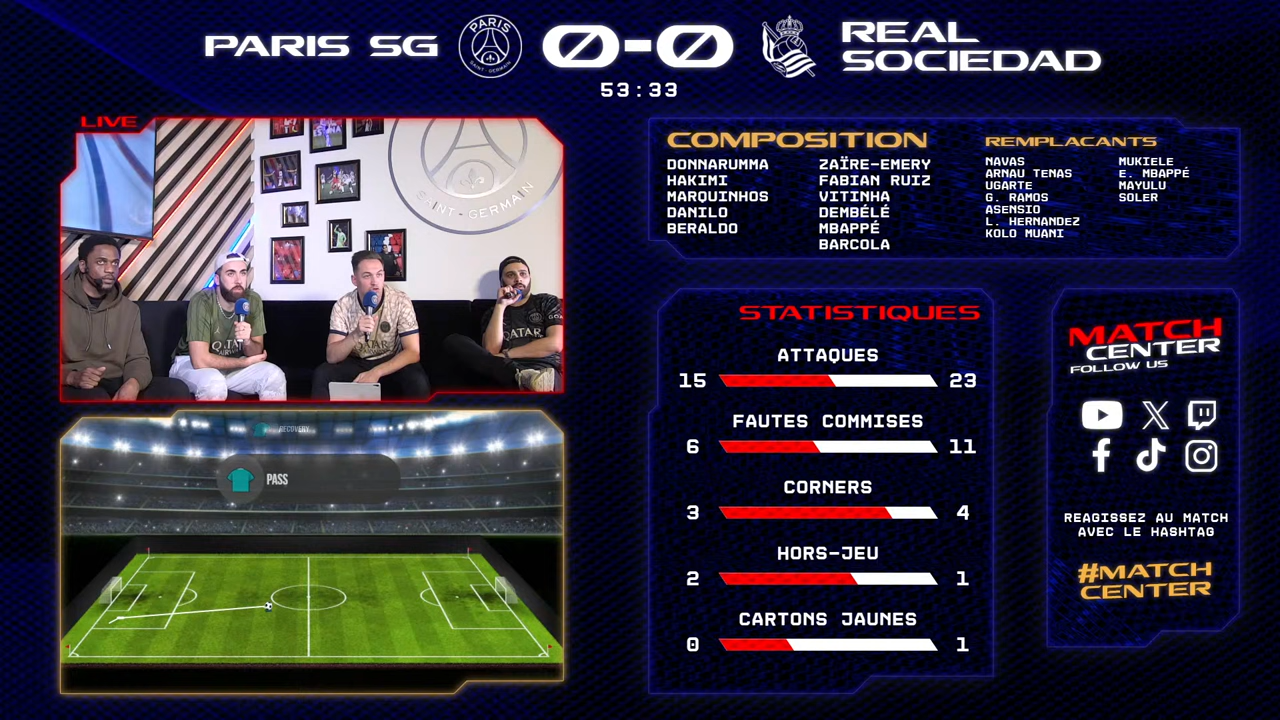 PARIS SG
PARIS
SAINT-GERMAIN
0-0
REAL
SOCIEDAD
53:33
LIVE
SAINT-GERMAIN
QATAR
QATAR
QATAR
RECOVERY
PASS
COMPOSITION
DONNARUMMA
HAKIMI
MARQUINHOS
DANILO
BERALDO
ZAÏRE-EMERY
FABIAN RUIZ
VITINHA
DEMBÉLÉ
MBAPPÉ
BARCOLA
REMPLACANTS
NAVAS
ARNAU TENAS
UGARTE
G. RAMOS
ASENSIO
L. HERNANDEZ
KOLO MUANI
MUKIELE
E. MBAPPÉ
MAYULU
SOLER
STATISTIQUES
ATTAQUES
15 23
FAUTES COMMISES
6 11
CORNERS
3 4
HORS-JEU
2 1
CARTONS JAUNES
0 1
MATCH
CENTER
FOLLOW US
REAGISSEZ AU MATCH
AVEC LE HASHTAG
#MATCH
CENTER